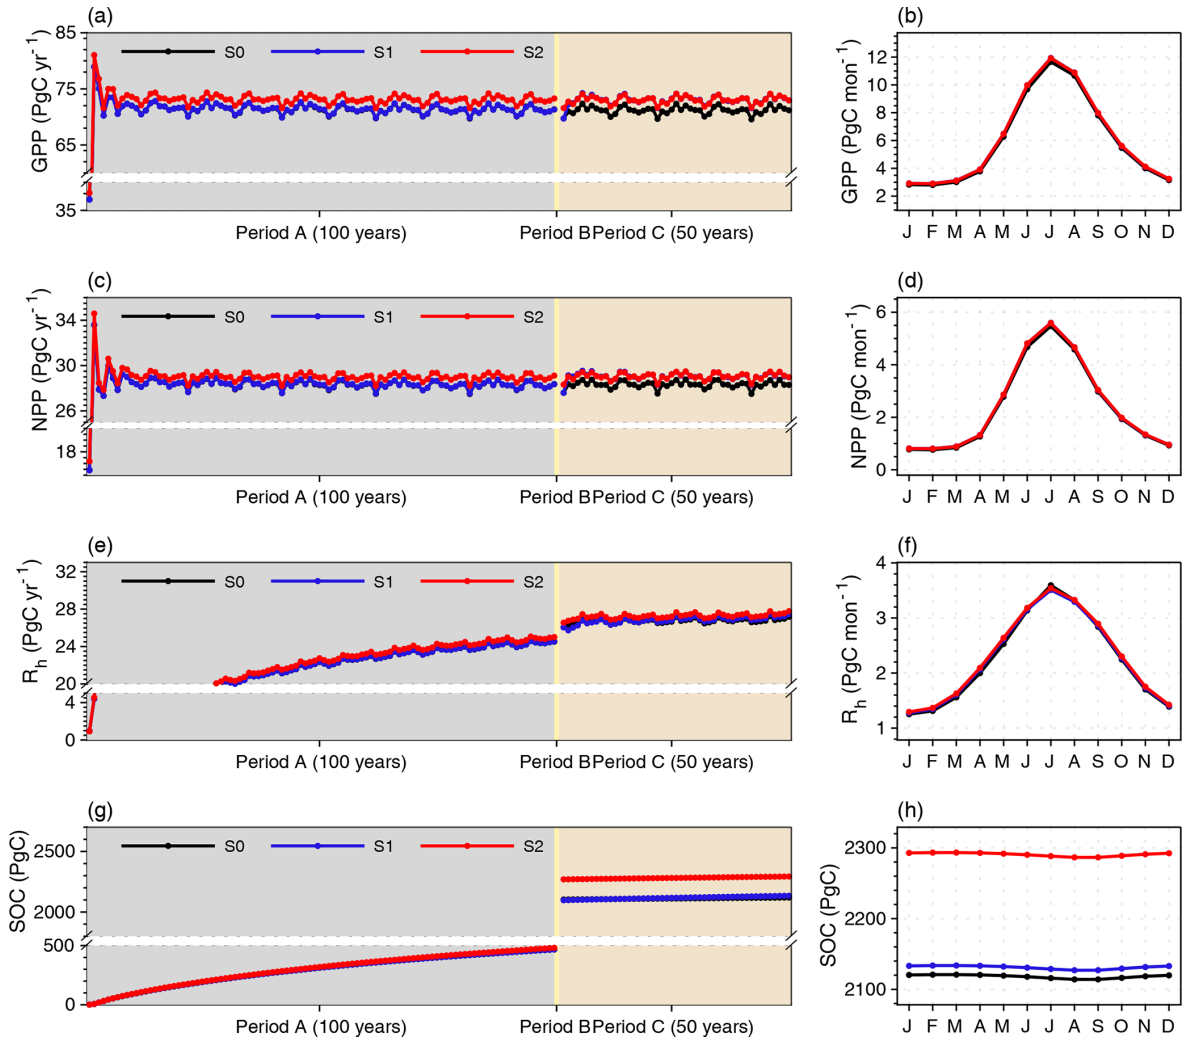 (a)
GPP (PgC yr⁻¹)
85
75
65
35
S0 S1 S2
Period A (100 years) Period B Period C (50 years)
(b)
GPP (PgC mon⁻¹)
12
10
8
6
4
2
J F M A M J J A S O N D
(c)
NPP (PgC yr⁻¹)
34
30
26
18
S0 S1 S2
Period A (100 years) Period B Period C (50 years)
(d)
NPP (PgC mon⁻¹)
6
4
2
0
J F M A M J J A S O N D
(e)
Rₕ (PgC yr⁻¹)
32
28
24
20
4
0
S0 S1 S2
Period A (100 years) Period B Period C (50 years)
(f)
Rₕ (PgC mon⁻¹)
4
3
2
1
J F M A M J J A S O N D
(g)
SOC (PgC)
2500
2000
500
0
S0 S1 S2
Period A (100 years) Period B Period C (50 years)
(h)
SOC (PgC)
2300
2200
2100
J F M A M J J A S O N D